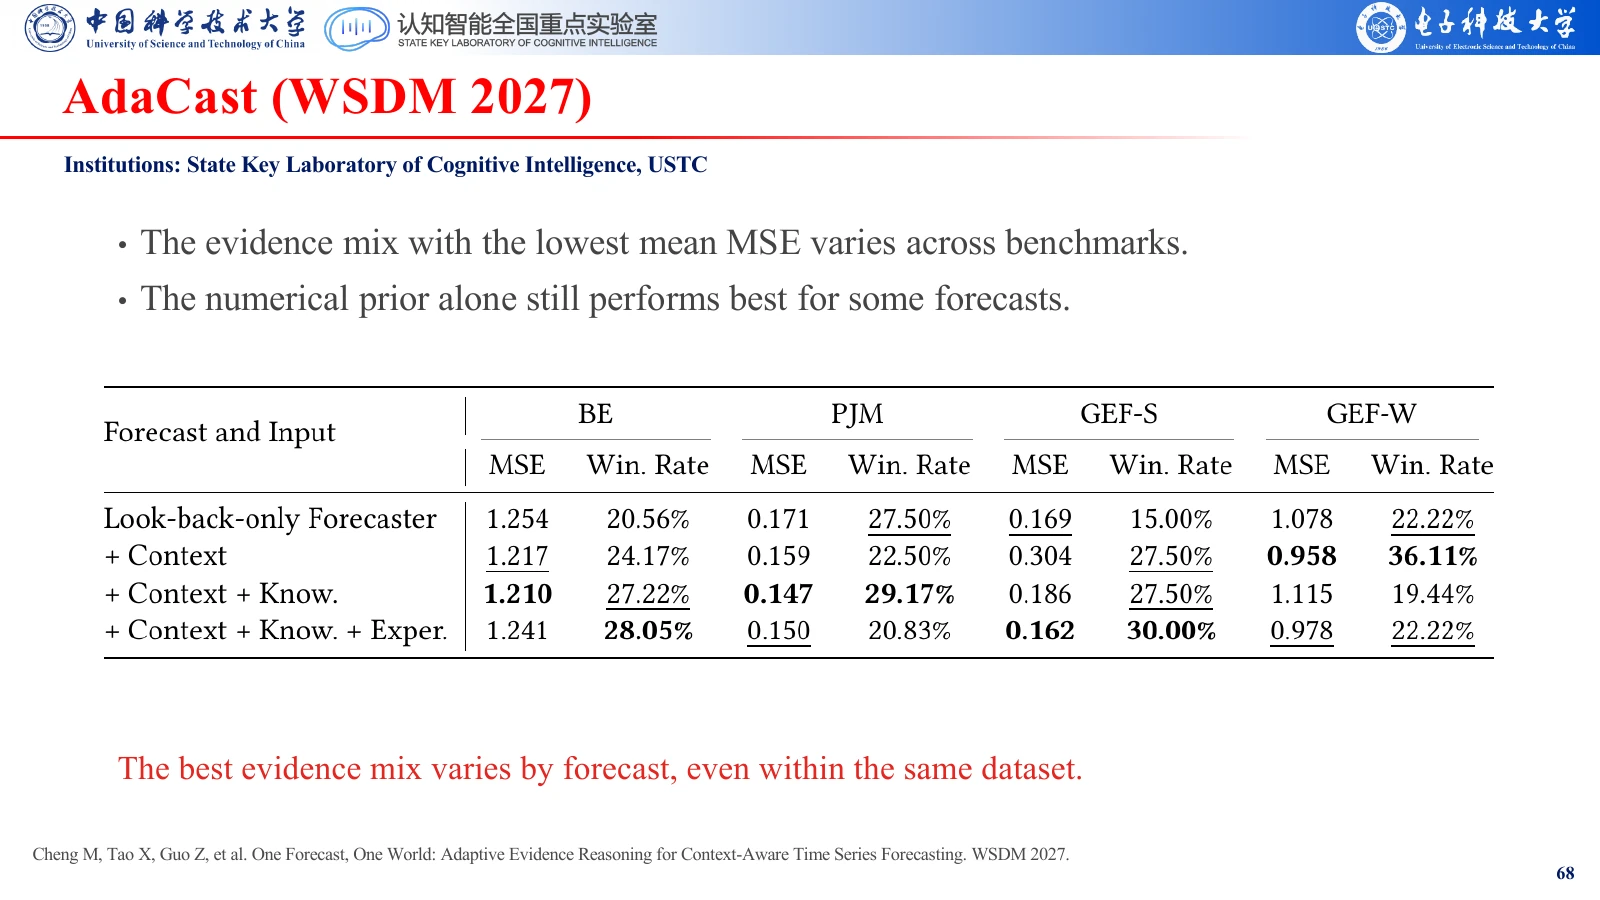 中国科学技术大学
University of Science and Technology of China
认知智能全国重点实验室
STATE KEY LABORATORY OF COGNITIVE INTELLIGENCE
电子科技大学
University of Electronic Science and Technology of China
AdaCast (WSDM 2027)
Institutions: State Key Laboratory of Cognitive Intelligence, USTC
• The evidence mix with the lowest mean MSE varies across benchmarks.
• The numerical prior alone still performs best for some forecasts.
Forecast and Input BE PJM GEF-S GEF-W
MSE Win. Rate MSE Win. Rate MSE Win. Rate MSE Win. Rate
Look-back-only Forecaster 1.254 20.56% 0.171 27.50% 0.169 15.00% 1.078 22.22%
+ Context 1.217 24.17% 0.159 22.50% 0.304 27.50% 0.958 36.11%
+ Context + Know. 1.210 27.22% 0.147 29.17% 0.186 27.50% 1.115 19.44%
+ Context + Know. + Exper. 1.241 28.05% 0.150 20.83% 0.162 30.00% 0.978 22.22%
The best evidence mix varies by forecast, even within the same dataset.
Cheng M, Tao X, Guo Z, et al. One Forecast, One World: Adaptive Evidence Reasoning for Context-Aware Time Series Forecasting. WSDM 2027.
68